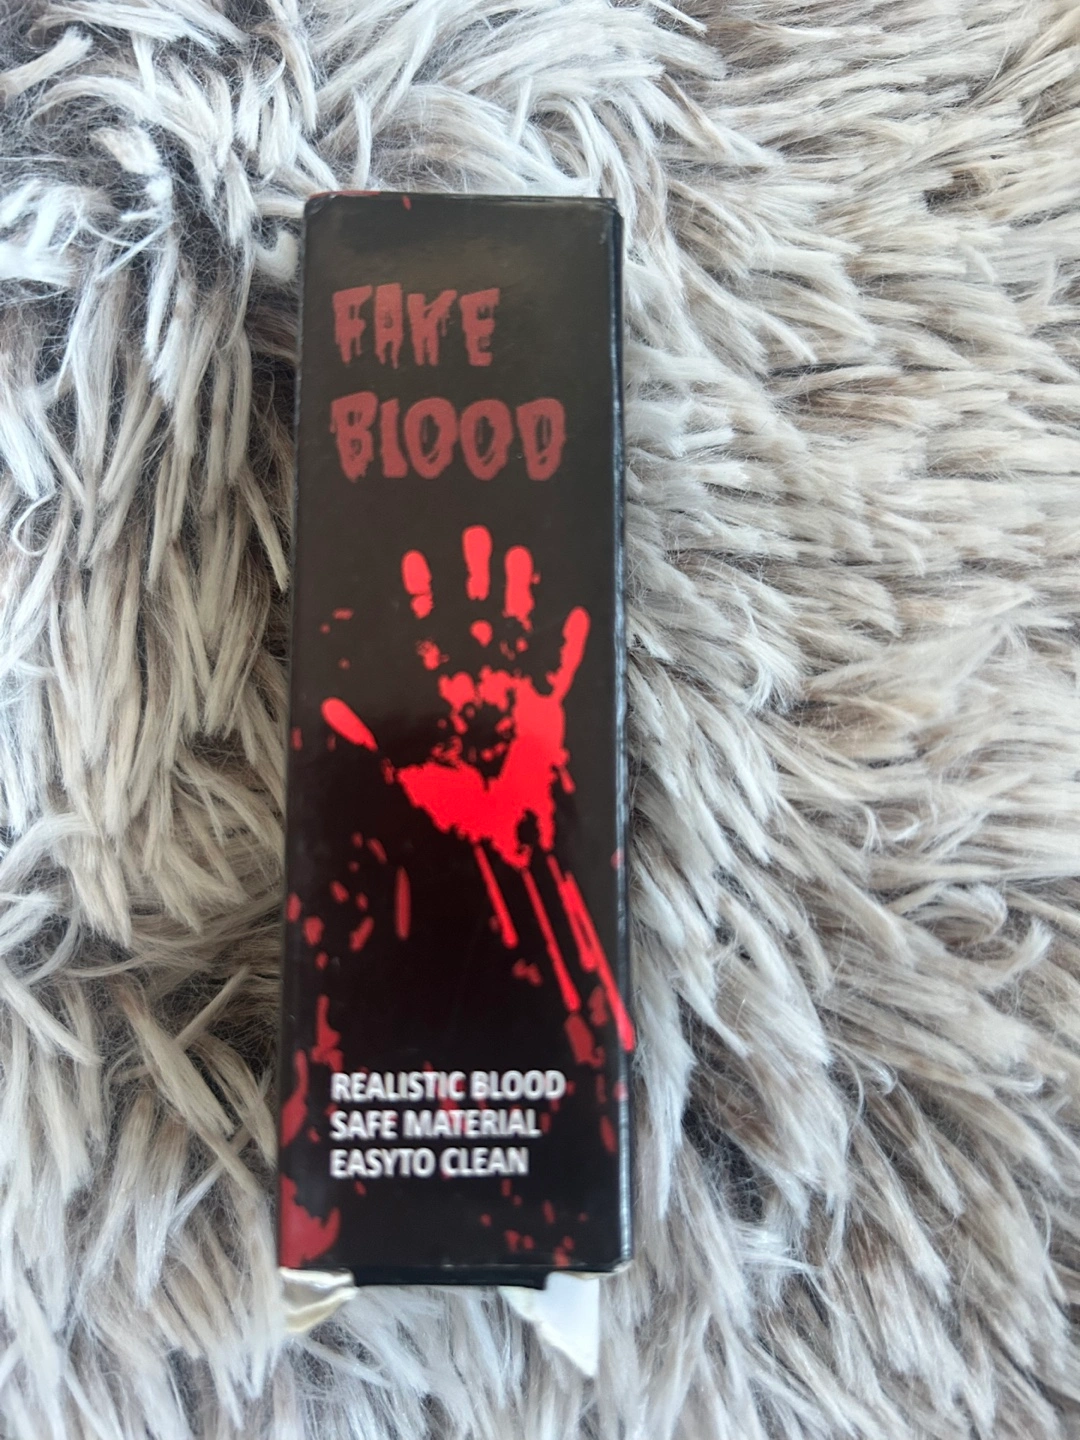 FAKE
BLOOD
REALISTIC BLOOD
SAFE MATERIAL
EASYTO CLEAN